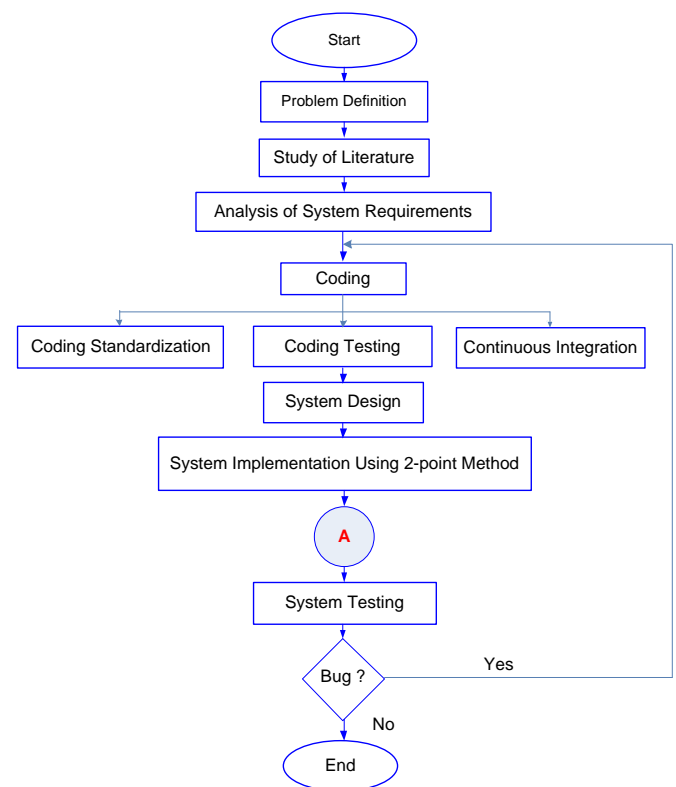 Start
Problem Definition
Study of Literature
Analysis of System Requirements
Coding
Coding Standardization
Coding Testing
Continuous Integration
System Design
System Implementation Using 2-point Method
A
System Testing
Bug ?
Yes
No
End